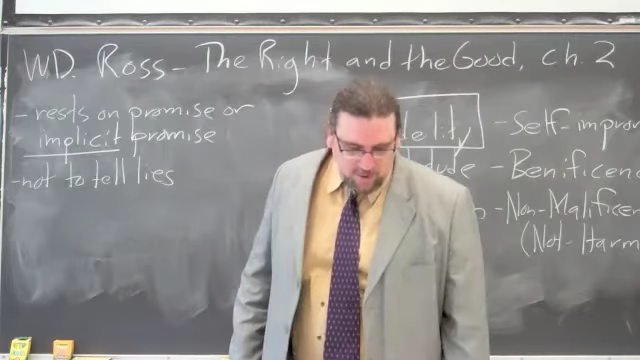 W.D. Ross - The Right and the Good, ch. 2
- rests on promise or
implicit promise
- not to tell lies
- Self-improv
- Benificenc
- Non-Malificen
(Not-Harm